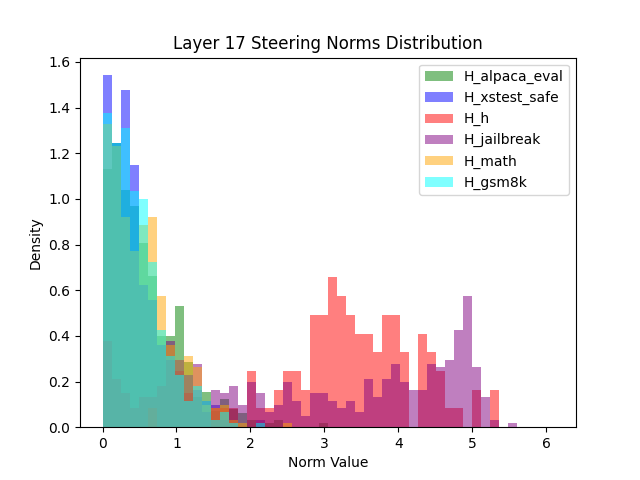 Layer 17 Steering Norms Distribution
H_alpaca_eval
H_xstest_safe
H_h
H_jailbreak
H_math
H_gsm8k
Density
1.6
1.4
1.2
1.0
0.8
0.6
0.4
0.2
0.0
0 1 2 3 4 5 6
Norm Value